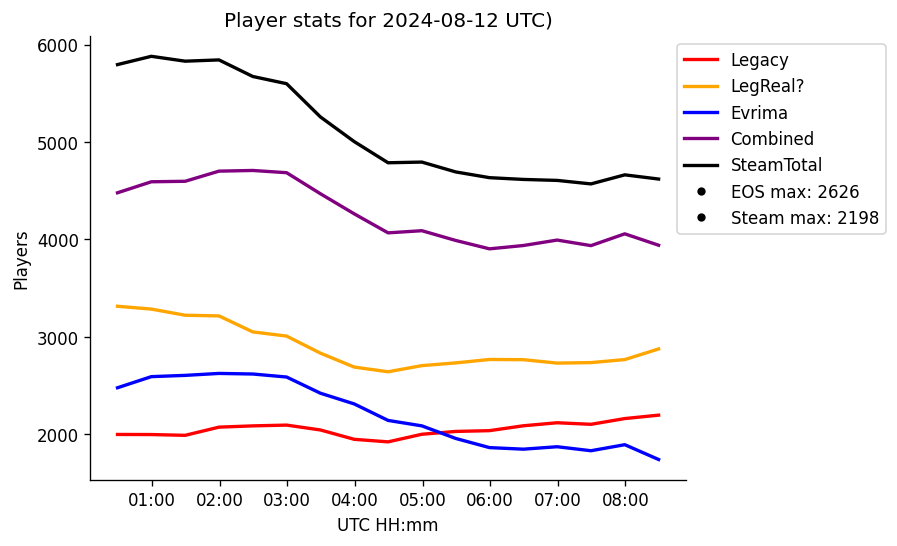 Player stats for 2024-08-12 UTC)
6000
5000
4000
3000
2000
Players
01:00 02:00 03:00 04:00 05:00 06:00 07:00 08:00
UTC HH:mm
Legacy
LegReal?
Evrima
Combined
SteamTotal
EOS max: 2626
Steam max: 2198